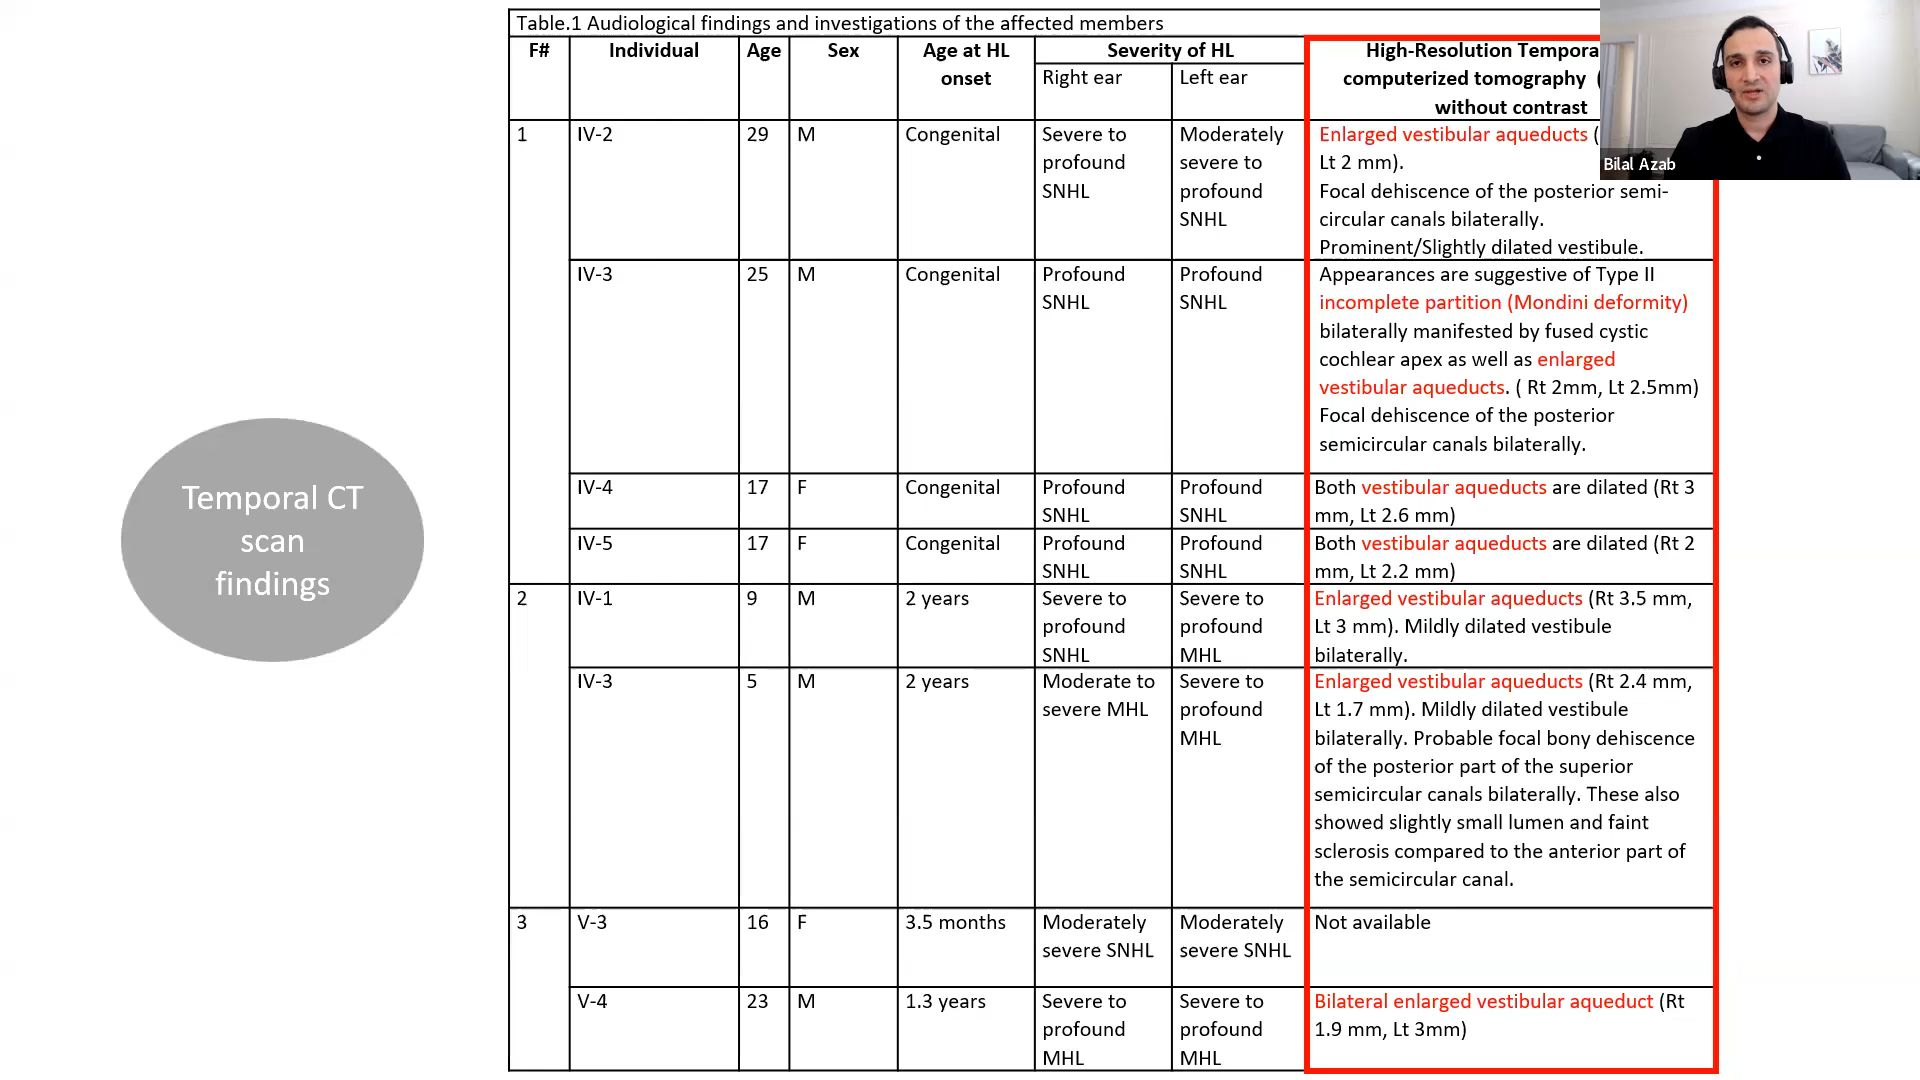 Table.1 Audiological findings and investigations of the affected members
F#
Individual
Age
Sex
Age at HL
onset
Severity of HL
Right ear
Left ear
High-Resolution Tempora
computerized tomography (
without contrast
1
IV-2
29
M
Congenital
Severe to
profound
SNHL
Moderately
severe to
profound
SNHL
Enlarged vestibular aqueducts (
Lt 2 mm).
Focal dehiscence of the posterior semi-
circular canals bilaterally.
Prominent/Slightly dilated vestibule.
IV-3
25
M
Congenital
Profound
SNHL
Profound
SNHL
Appearances are suggestive of Type II
incomplete partition (Mondini deformity)
bilaterally manifested by fused cystic
cochlear apex as well as enlarged
vestibular aqueducts. ( Rt 2mm, Lt 2.5mm)
Focal dehiscence of the posterior
semicircular canals bilaterally.
IV-4
17
F
Congenital
Profound
SNHL
Profound
SNHL
Both vestibular aqueducts are dilated (Rt 3
mm, Lt 2.6 mm)
IV-5
17
F
Congenital
Profound
SNHL
Profound
SNHL
Both vestibular aqueducts are dilated (Rt 2
mm, Lt 2.2 mm)
2
IV-1
9
M
2 years
Severe to
profound
SNHL
Severe to
profound
MHL
Enlarged vestibular aqueducts (Rt 3.5 mm,
Lt 3 mm). Mildly dilated vestibule
bilaterally.
IV-3
5
M
2 years
Moderate to
severe MHL
Severe to
profound
MHL
Enlarged vestibular aqueducts (Rt 2.4 mm,
Lt 1.7 mm). Mildly dilated vestibule
bilaterally. Probable focal bony dehiscence
of the posterior part of the superior
semicircular canals bilaterally. These also
showed slightly small lumen and faint
sclerosis compared to the anterior part of
the semicircular canal.
3
V-3
16
F
3.5 months
Moderately
severe SNHL
Moderately
severe SNHL
Not available
V-4
23
M
1.3 years
Severe to
profound
MHL
Severe to
profound
MHL
Bilateral enlarged vestibular aqueduct (Rt
1.9 mm, Lt 3mm)
Temporal CT
scan
findings
Bilal Azab